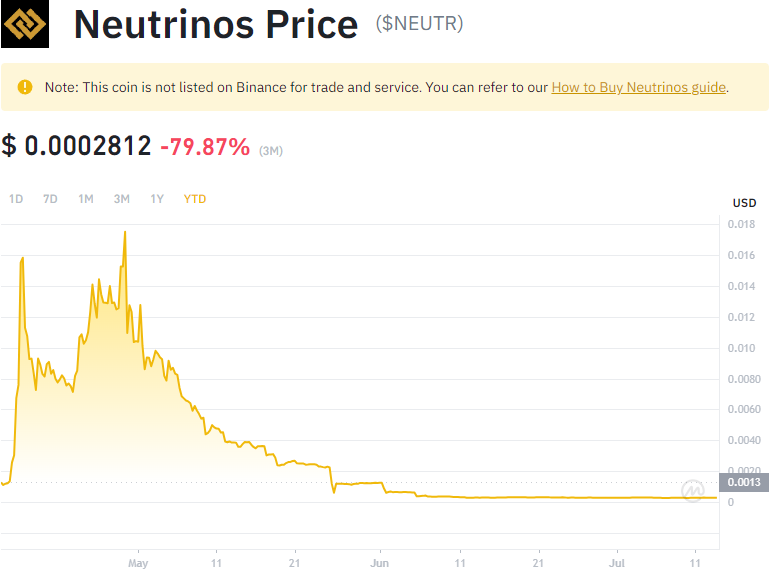 Neutrinos Price ($NEUTR)
Note: This coin is not listed on Binance for trade and service. You can refer to our How to Buy Neutrinos guide.
$ 0.0002812 -79.87% (3M)
1D 7D 1M 3M 1Y YTD
USD
0.018
0.016
0.014
0.012
0.010
0.0080
0.0060
0.0040
0.0020
0.0013
0
May 11 21 Jun 11 21 Jul 11